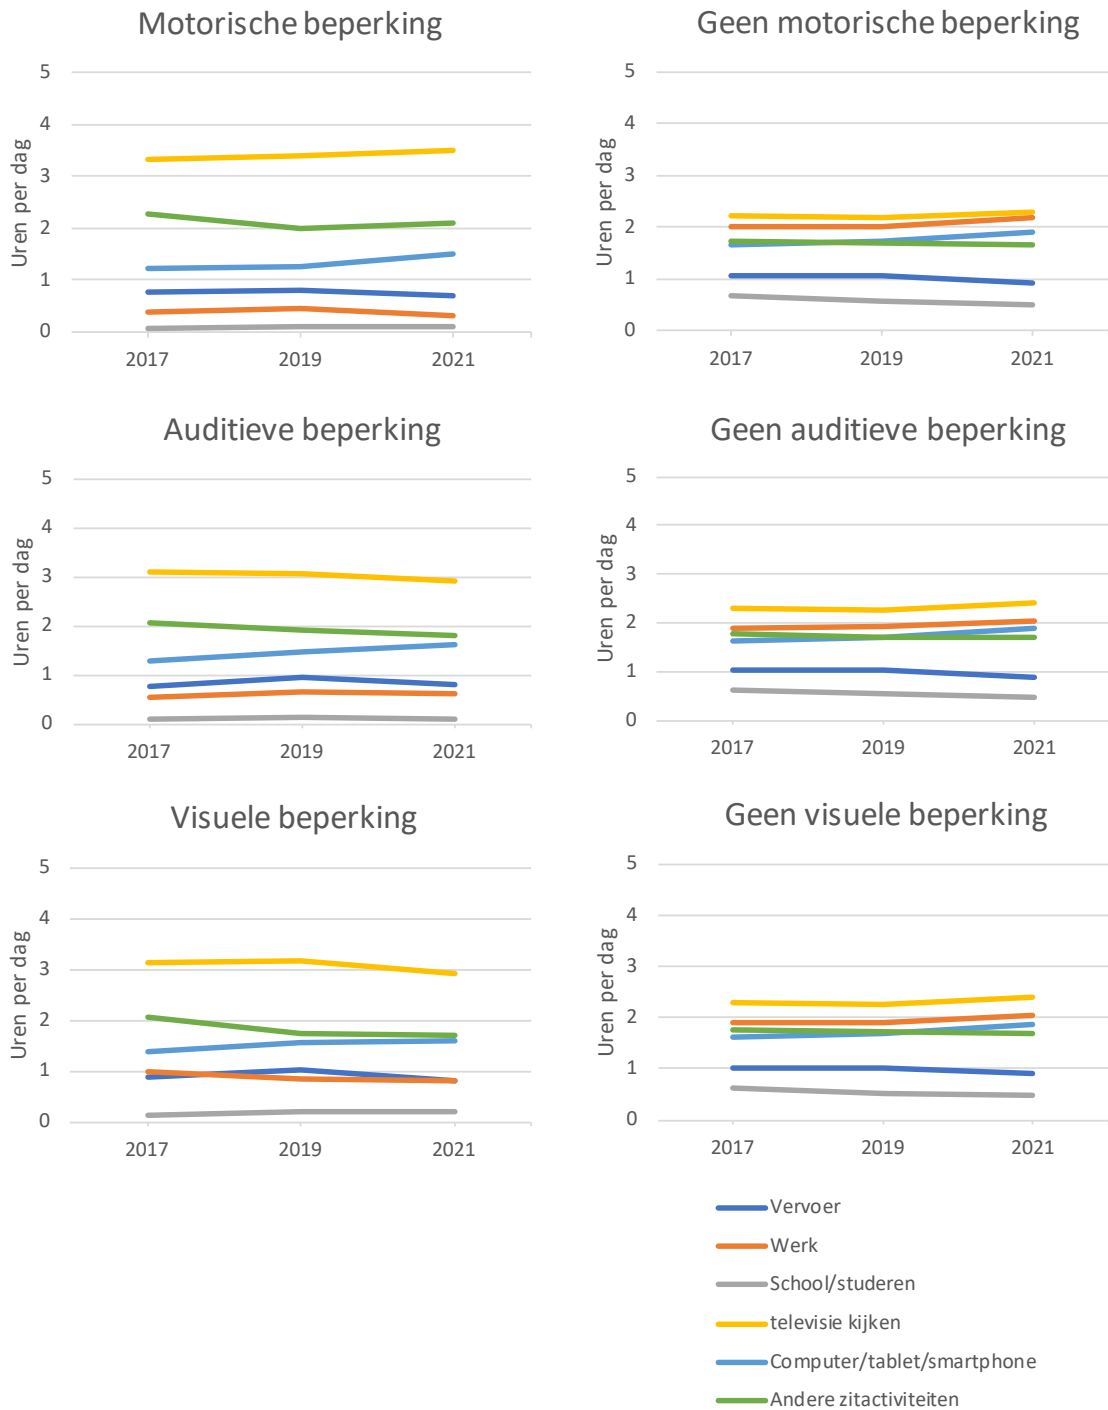 Motorische beperking
Uren per dag
5
4
3
2
1
0
2017 2019 2021
Geen motorische beperking
Uren per dag
5
4
3
2
1
0
2017 2019 2021
Auditieve beperking
Uren per dag
5
4
3
2
1
0
2017 2019 2021
Geen auditieve beperking
Uren per dag
5
4
3
2
1
0
2017 2019 2021
Visuele beperking
Uren per dag
5
4
3
2
1
0
2017 2019 2021
Geen visuele beperking
Uren per dag
5
4
3
2
1
0
2017 2019 2021
Vervoer
Werk
School/studeren
televisie kijken
Computer/tablet/smartphone
Andere zitactiviteiten